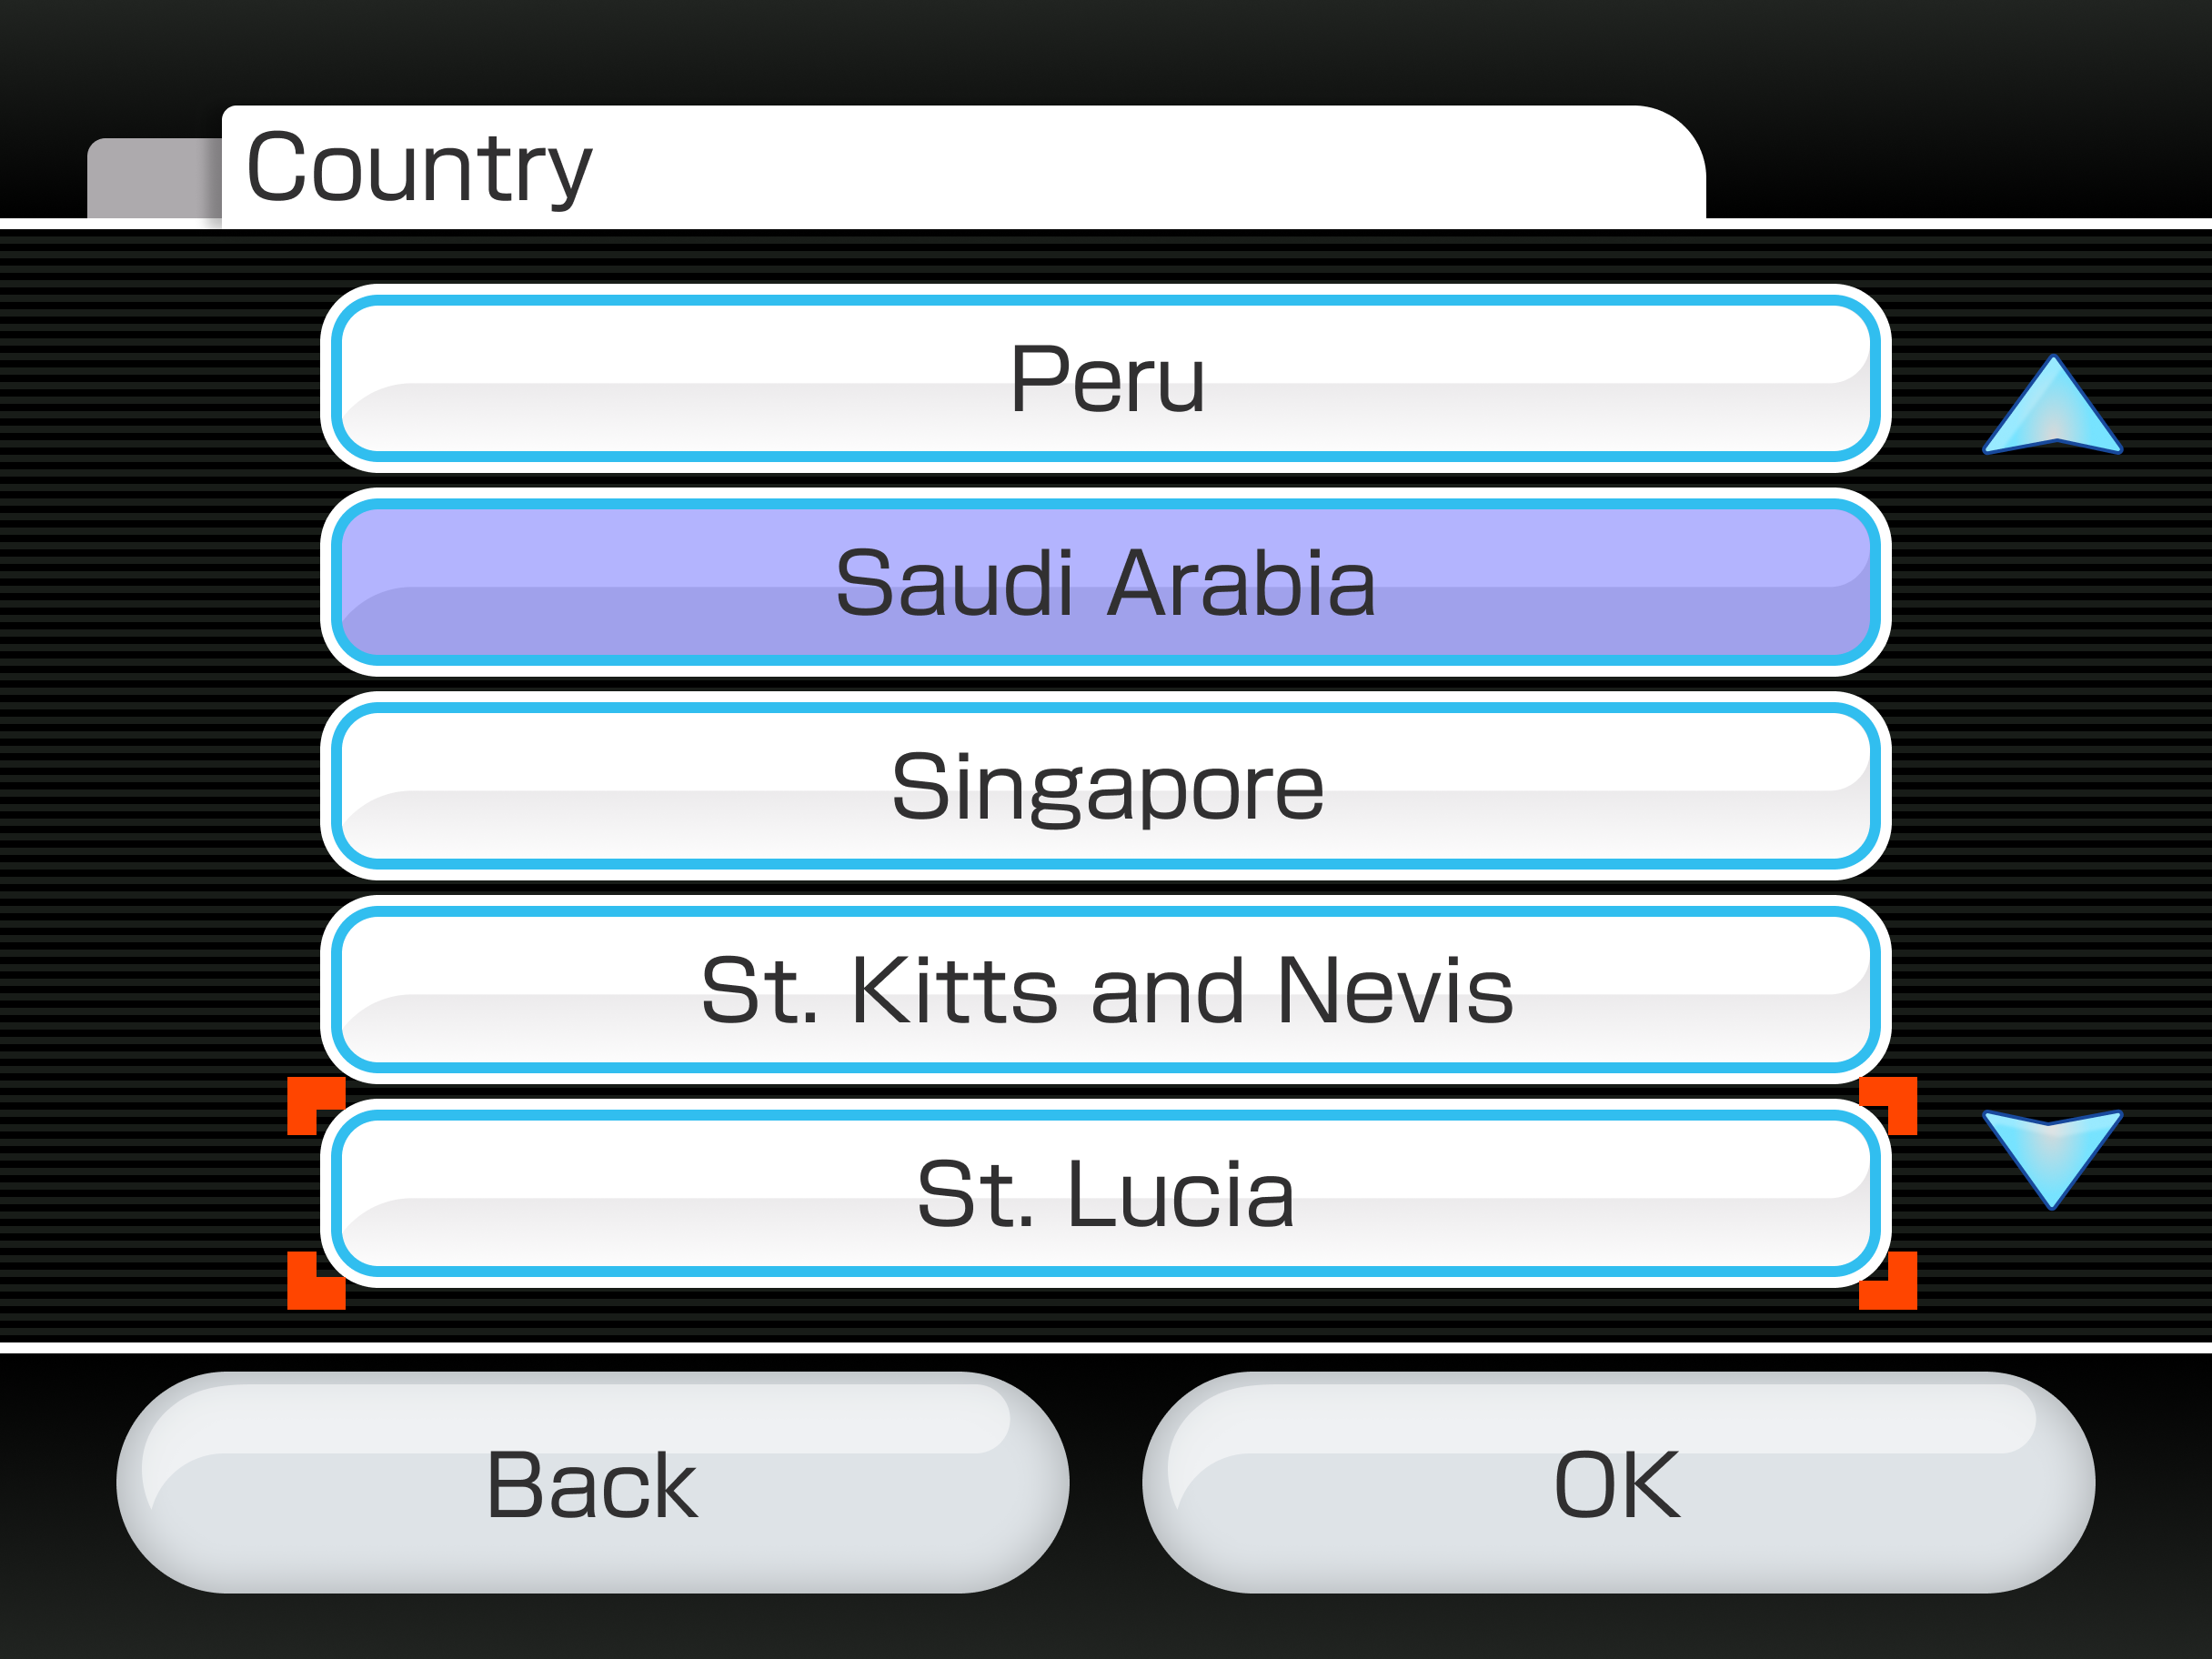 Country
Peru
Saudi Arabia
Singapore
St. Kitts and Nevis
St. Lucia
Back
OK